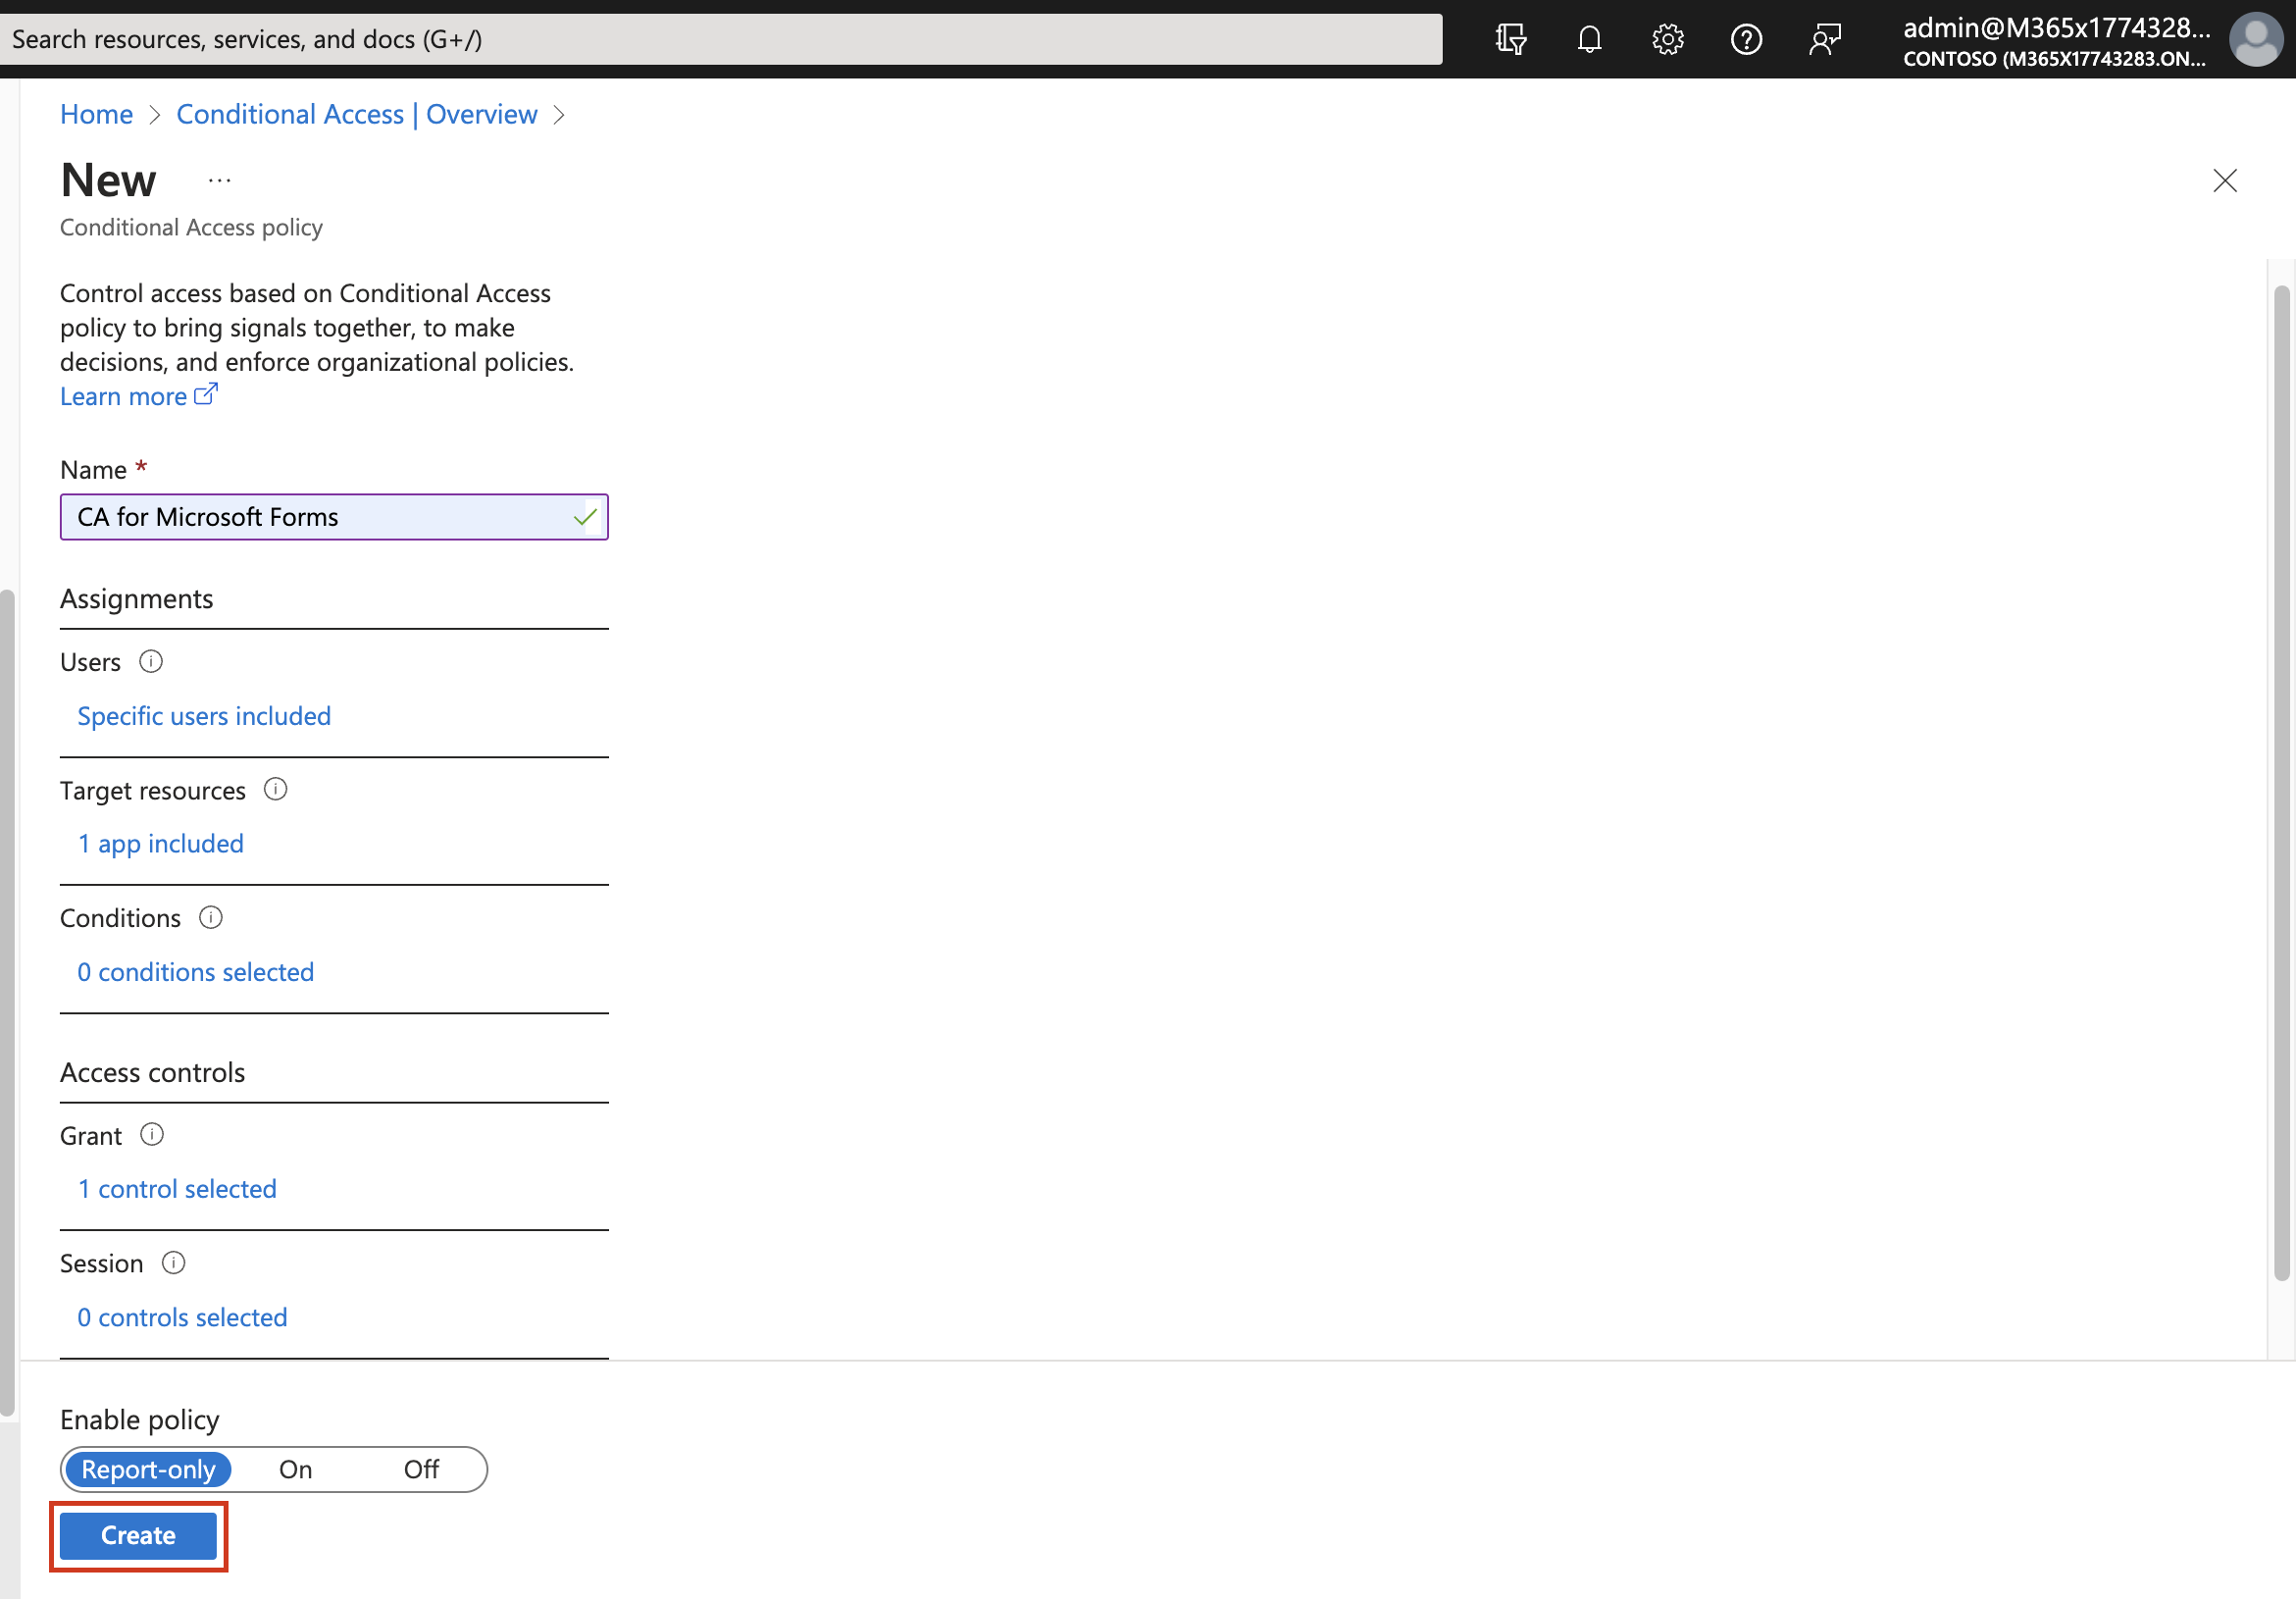 Search resources, services, and docs (G+/)
admin@M365x1774328...
CONTOSO (M365X17743283.ON...
Home > Conditional Access | Overview >
New ...
Conditional Access policy
Control access based on Conditional Access
policy to bring signals together, to make
decisions, and enforce organizational policies.
Learn more
Name *
CA for Microsoft Forms
Assignments
Users
Specific users included
Target resources
1 app included
Conditions
0 conditions selected
Access controls
Grant
1 control selected
Session
0 controls selected
Enable policy
Report-only On Off
Create